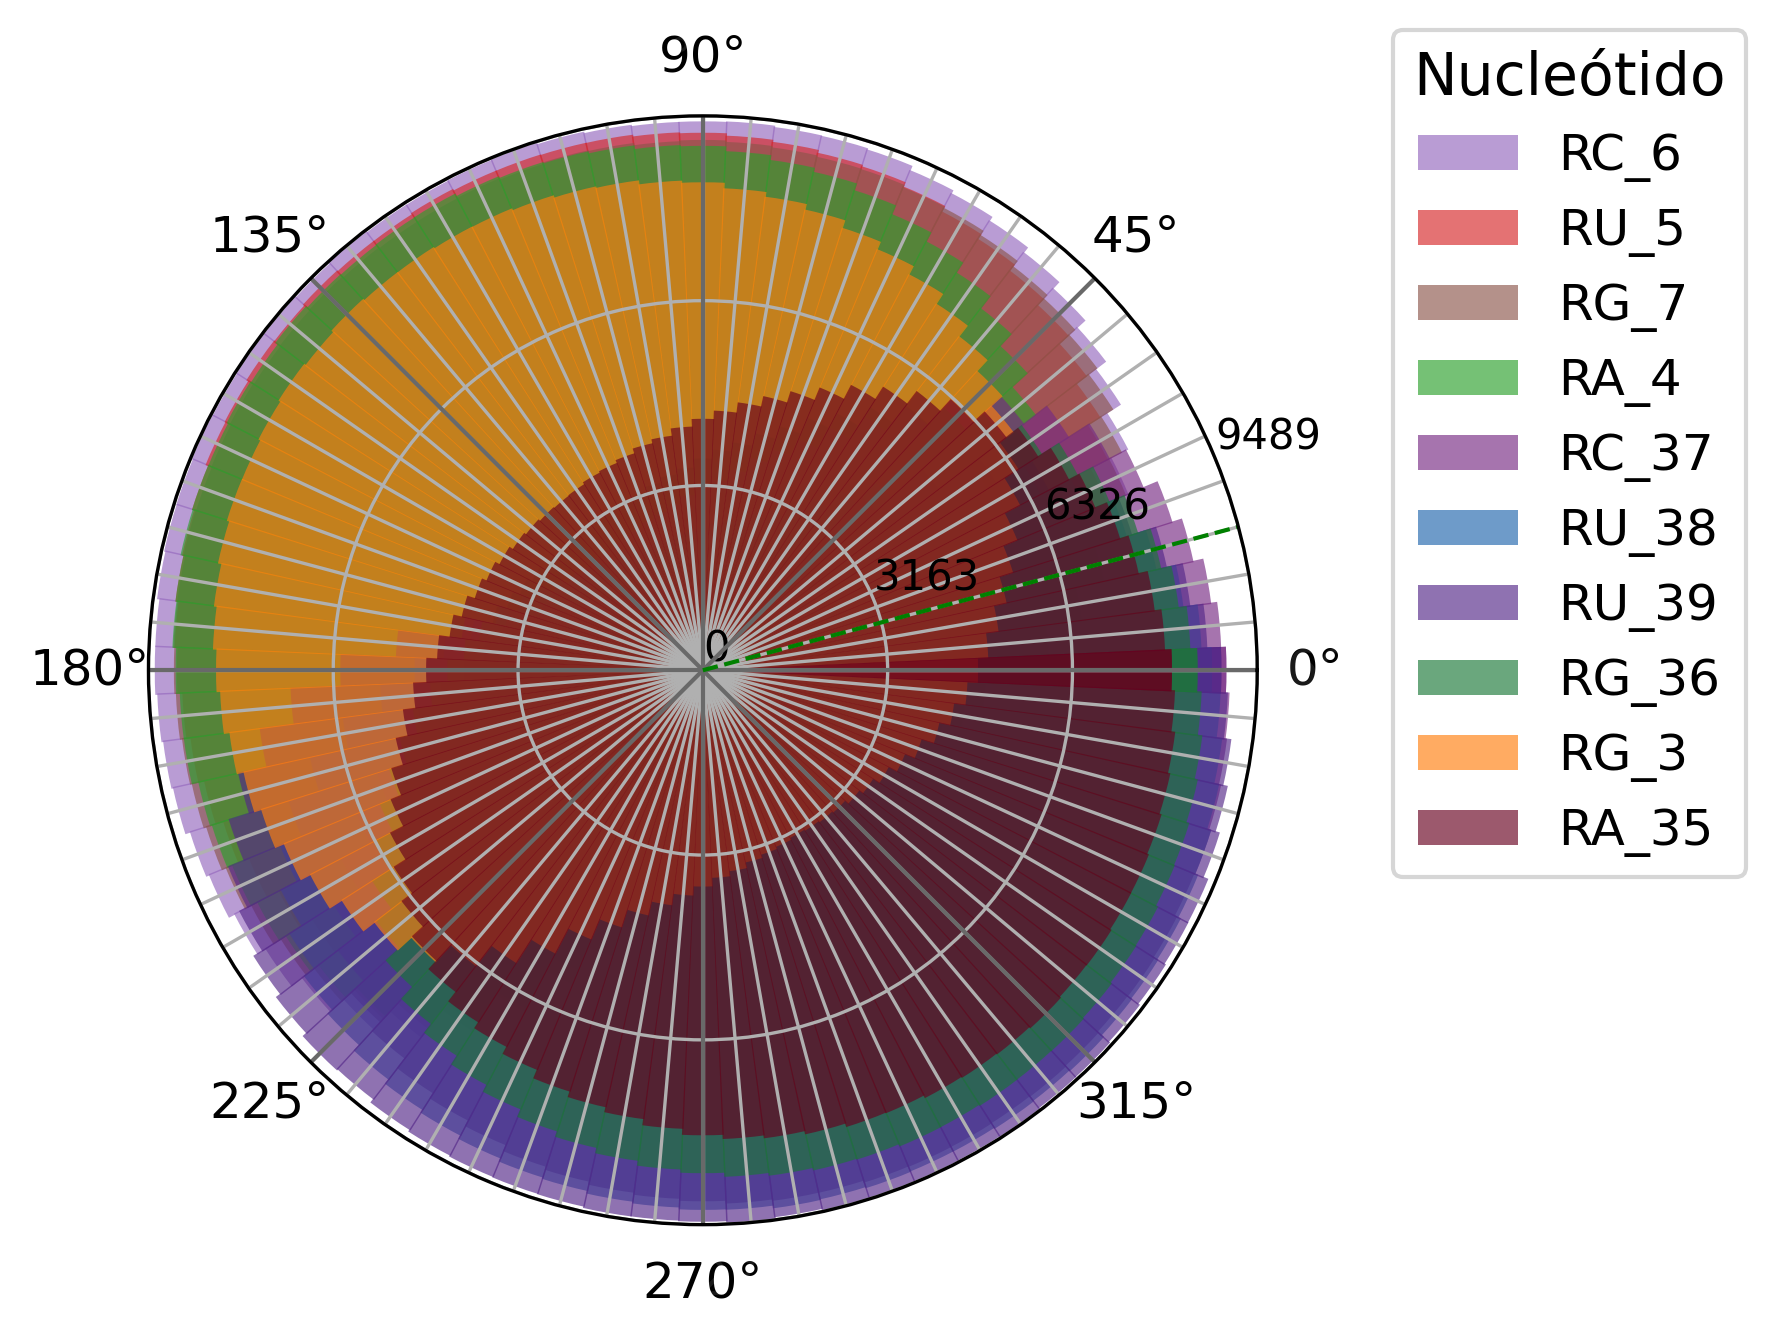 90°
135°
45°
180°
0°
225°
315°
270°
9489
6326
3163
0
Nucleótido
RC_6
RU_5
RG_7
RA_4
RC_37
RU_38
RU_39
RG_36
RG_3
RA_35